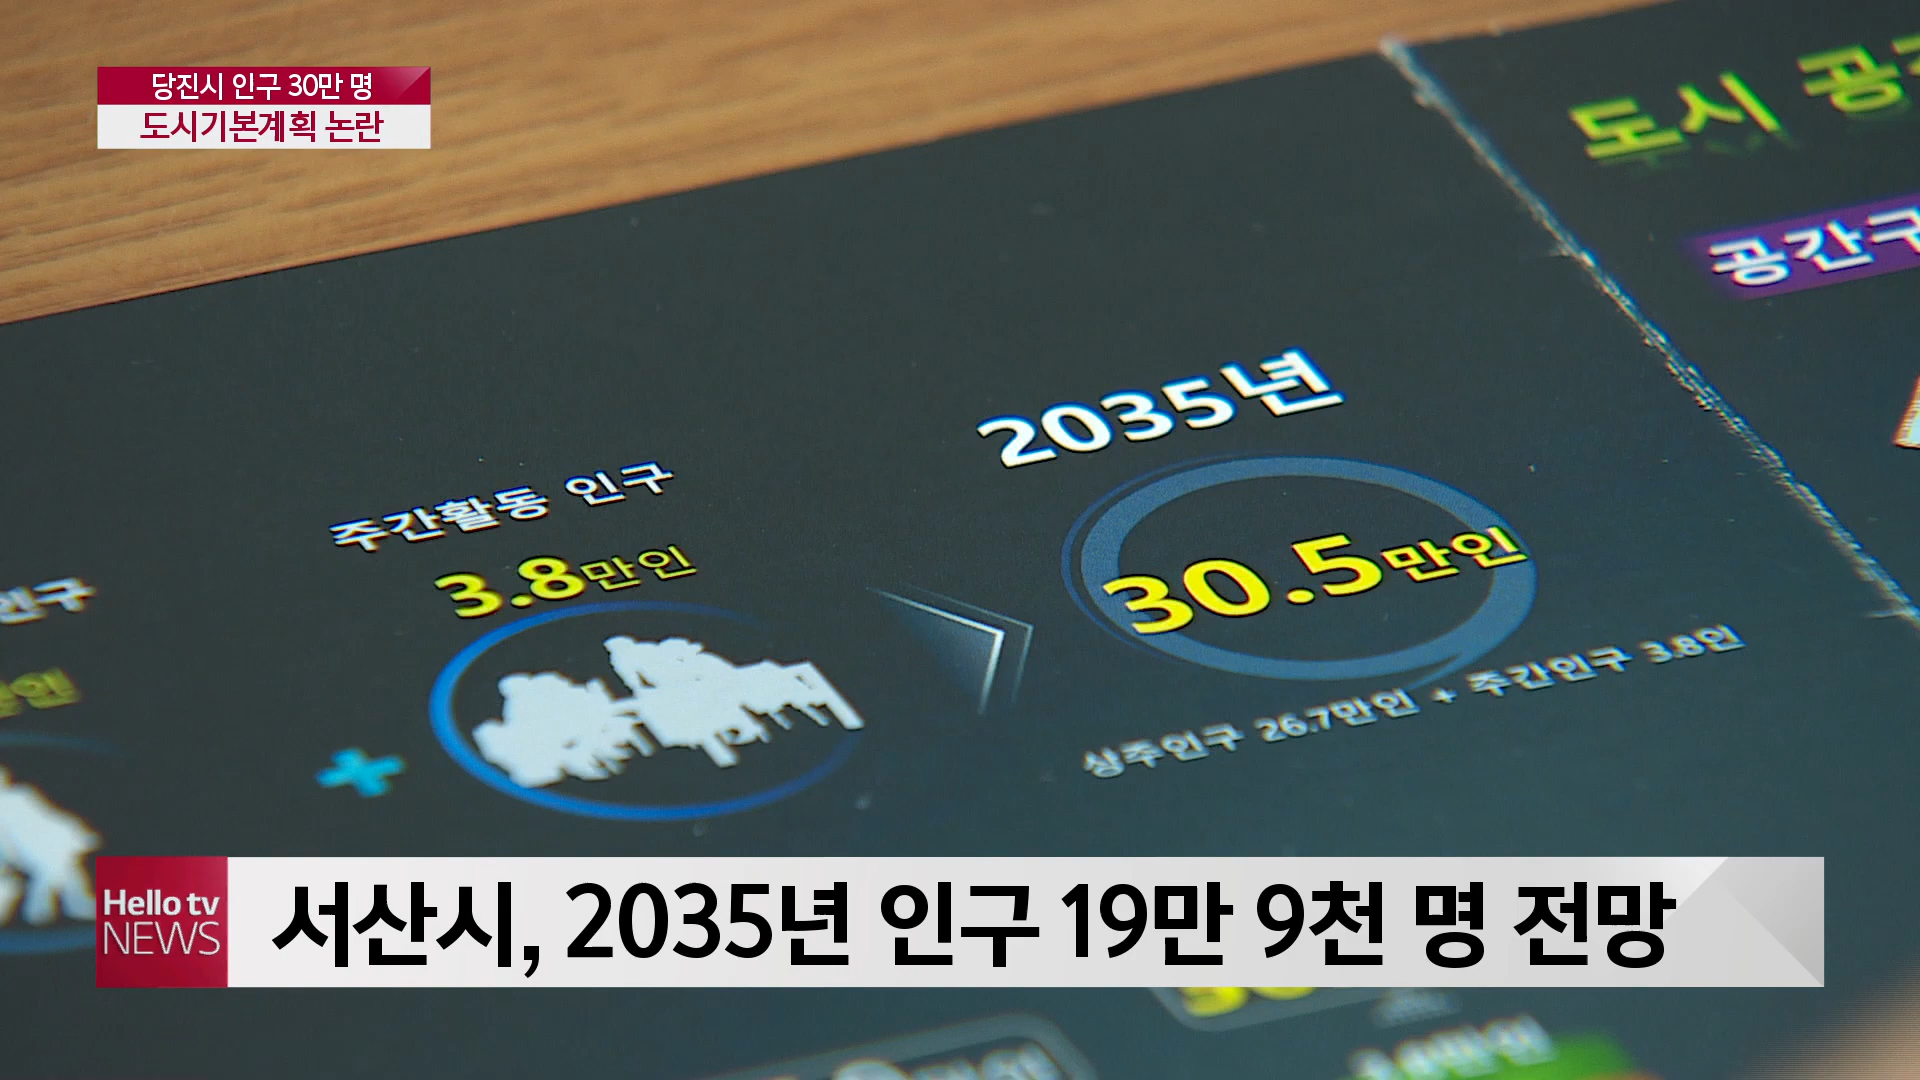 당진시 인구 30만 명
도시기본계획 논란
도시
공간구
2035년
주간활동 인구
3.8만인
30.5만인
인구
상주인구 26.7만인 + 주간인구 3.8인
Hello tv
NEWS
서산시, 2035년 인구 19만 9천 명 전망